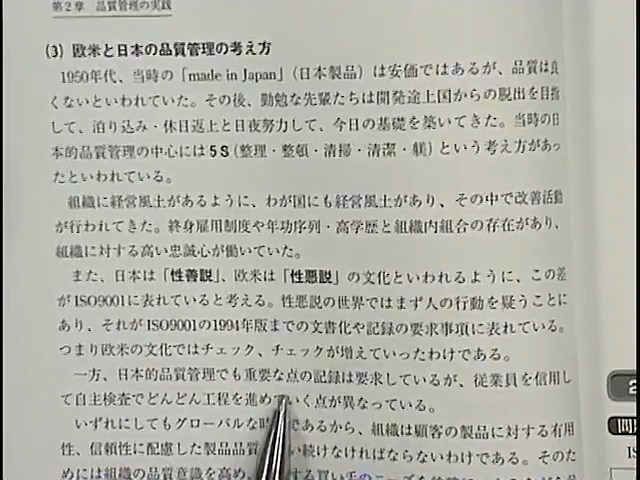 第2章 品質管理の実践
(3) 欧米と日本の品質管理の考え方
1950年代、当時の「made in Japan」(日本製品)は安価ではあるが、品質は良
くないといわれていた。その後、勤勉な先輩たちは開発途上国からの脱出を目指
して、泊り込み・休日返上と日夜努力して、今日の基礎を築いてきた。当時の日
本的品質管理の中心には5S(整理・整頓・清掃・清潔・躾)という考え方があっ
たといわれている。
組織に経営風土があるように、わが国にも経営風土があり、その中で改善活動
が行われてきた。終身雇用制度や年功序列・高学歴と組織内組合の存在があり、
組織に対する高い忠誠心が働いていた。
また、日本は「性善説」、欧米は「性悪説」の文化といわれるように、この差
がISO9001に表れていると考える。性悪説の世界ではまず人の行動を疑うことに
あり、それがISO9001の1994年版までの文書化や記録の要求事項に表れている。
つまり欧米の文化ではチェック、チェックが増えていったわけである。
一方、日本的品質管理でも重要な点の記録は要求しているが、従業員を信用し
て自主検査でどんどん工程を進めていく点が異なっている。
いずれにしてもグローバルな時 であるから、組織は顧客の製品に対する有用
性、信頼性に配慮した製品品質 い続けなければならないわけである。そのた
めには組織の品質意識を高め、 する買い手のニーズを
2